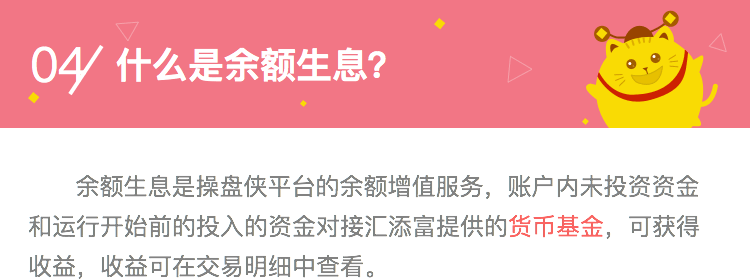 04/ 什么是余额生息?
余额生息是操盘侠平台的余额增值服务，账户内未投资资金
和运行开始前的投入的资金对接汇添富提供的货币基金，可获得
收益，收益可在交易明细中查看。